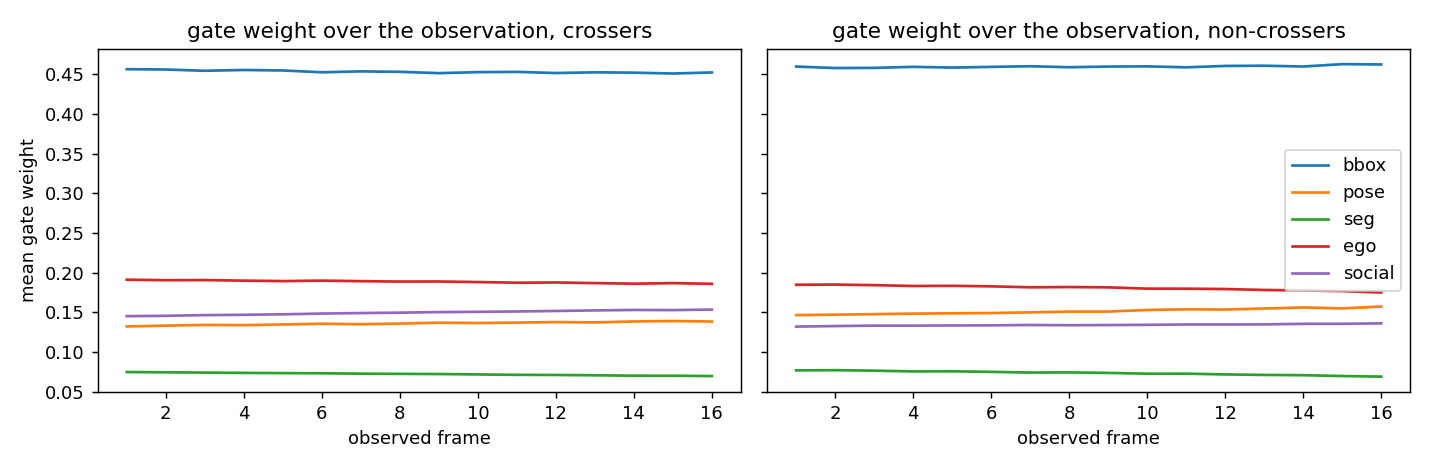 gate weight over the observation, crossers
gate weight over the observation, non-crossers
mean gate weight
0.45
0.40
0.35
0.30
0.25
0.20
0.15
0.10
0.05
bbox
pose
seg
ego
social
2 4 6 8 10 12 14 16
2 4 6 8 10 12 14 16
observed frame
observed frame